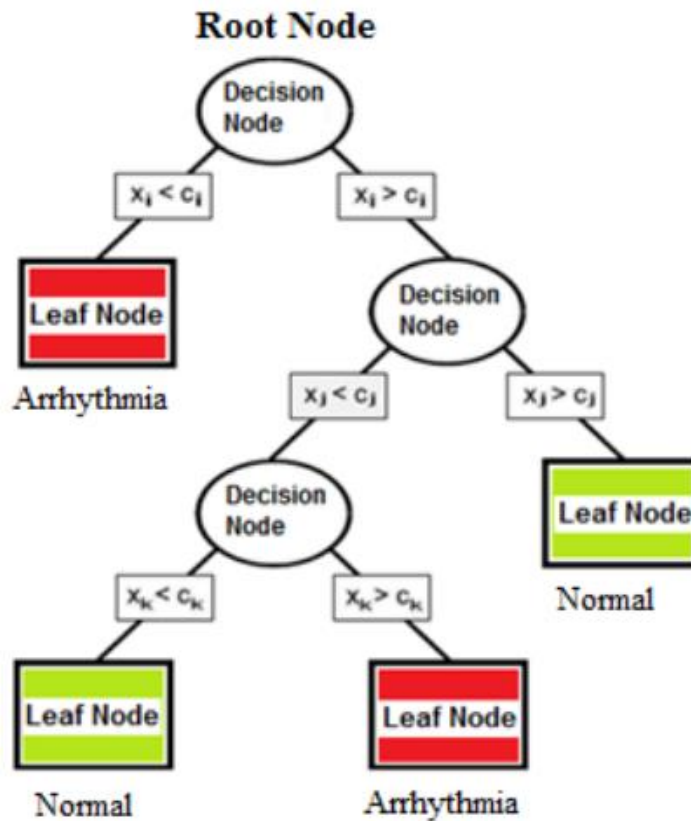 Root Node
Decision
Node
xᵢ < cᵢ
xᵢ > cᵢ
Leaf Node
Arrhythmia
Decision
Node
xⱼ < cⱼ
xⱼ > cⱼ
Decision
Node
Leaf Node
Normal
xₖ < cₖ
xₖ > cₖ
Leaf Node
Normal
Leaf Node
Arrhythmia